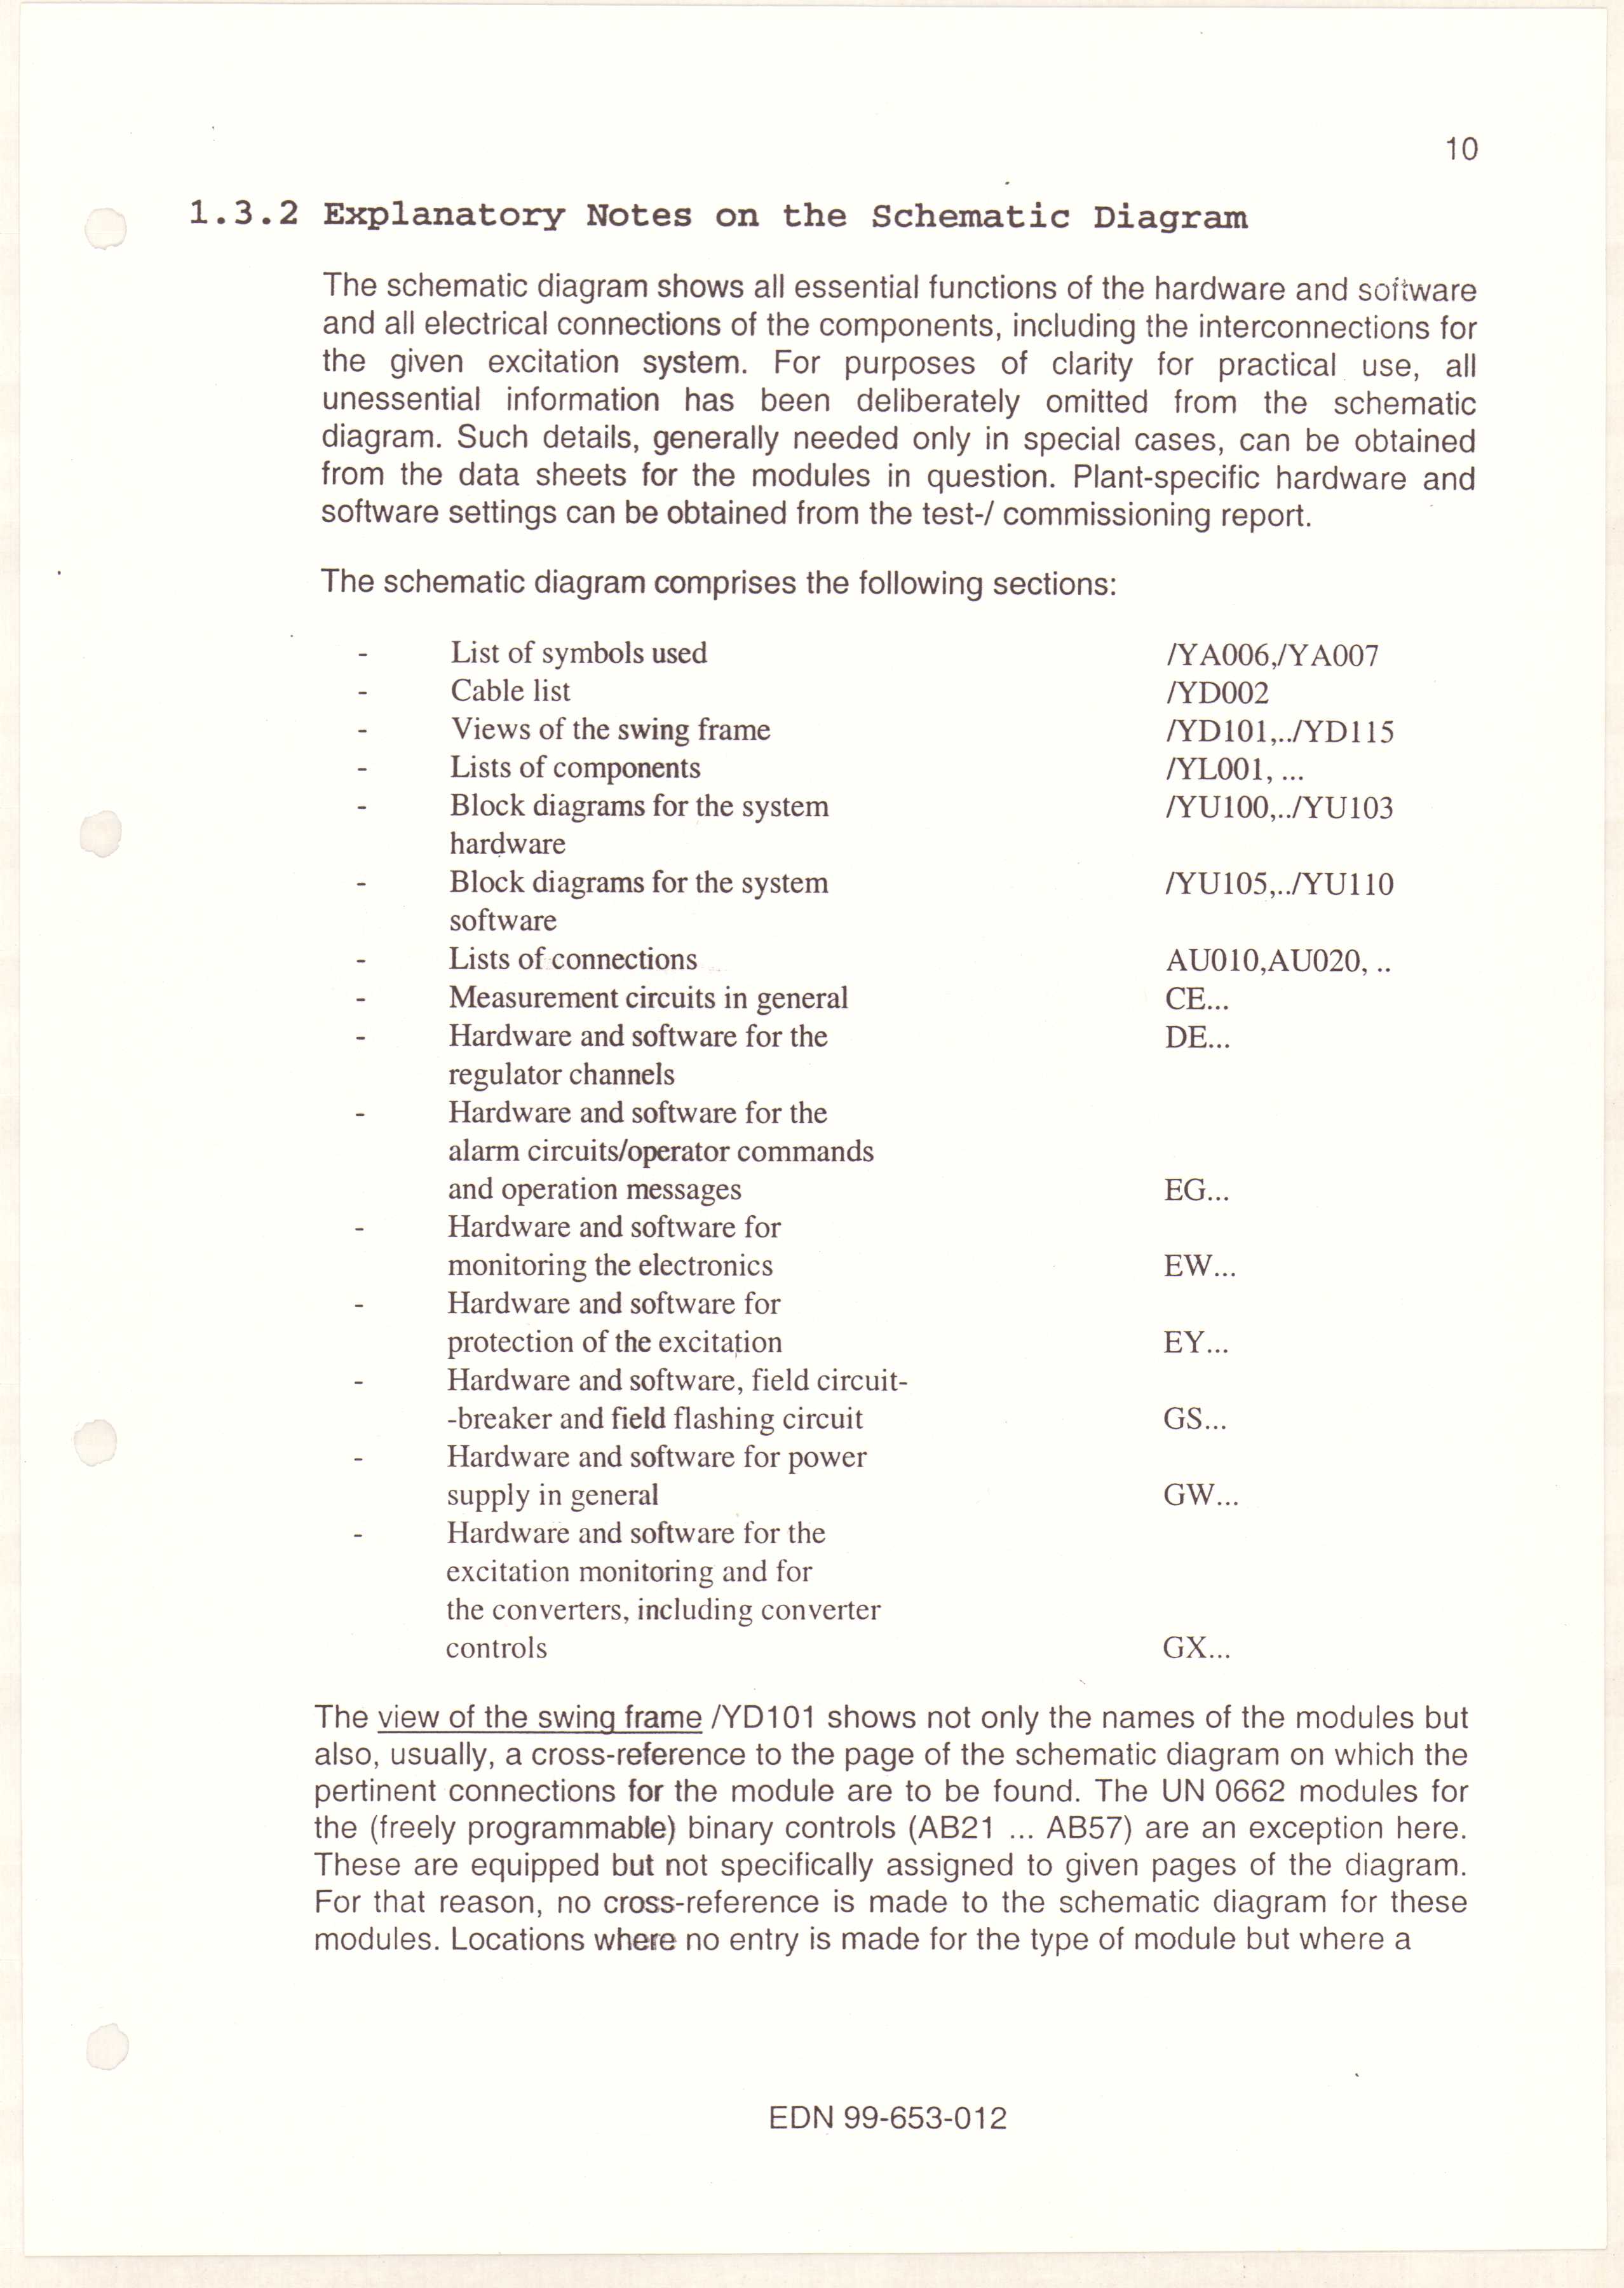 10
1.3.2 Explanatory Notes on the Schematic Diagram
The schematic diagram shows all essential functions of the hardware and software
and all electrical connections of the components, including the interconnections for
the given excitation system. For purposes of clarity for practical use, all
unessential information has been deliberately omitted from the schematic
diagram. Such details, generally needed only in special cases, can be obtained
from the data sheets for the modules in question. Plant-specific hardware and
software settings can be obtained from the test-/ commissioning report.
The schematic diagram comprises the following sections:
- List of symbols used /YA006,/YA007
- Cable list /YD002
- Views of the swing frame /YD101,../YD115
- Lists of components /YL001, ...
- Block diagrams for the system /YU100,../YU103
hardware
- Block diagrams for the system /YU105,../YU110
software
- Lists of connections AU010,AU020, ..
- Measurement circuits in general CE...
- Hardware and software for the DE...
regulator channels
- Hardware and software for the
alarm circuits/operator commands
and operation messages EG...
- Hardware and software for
monitoring the electronics EW...
- Hardware and software for
protection of the excitation EY...
- Hardware and software, field circuit-
-breaker and field flashing circuit GS...
- Hardware and software for power
supply in general GW...
- Hardware and software for the
excitation monitoring and for
the converters, including converter
controls GX...
The view of the swing frame /YD101 shows not only the names of the modules but
also, usually, a cross-reference to the page of the schematic diagram on which the
pertinent connections for the module are to be found. The UN 0662 modules for
the (freely programmable) binary controls (AB21 ... AB57) are an exception here.
These are equipped but not specifically assigned to given pages of the diagram.
For that reason, no cross-reference is made to the schematic diagram for these
modules. Locations where no entry is made for the type of module but where a
EDN 99-653-012